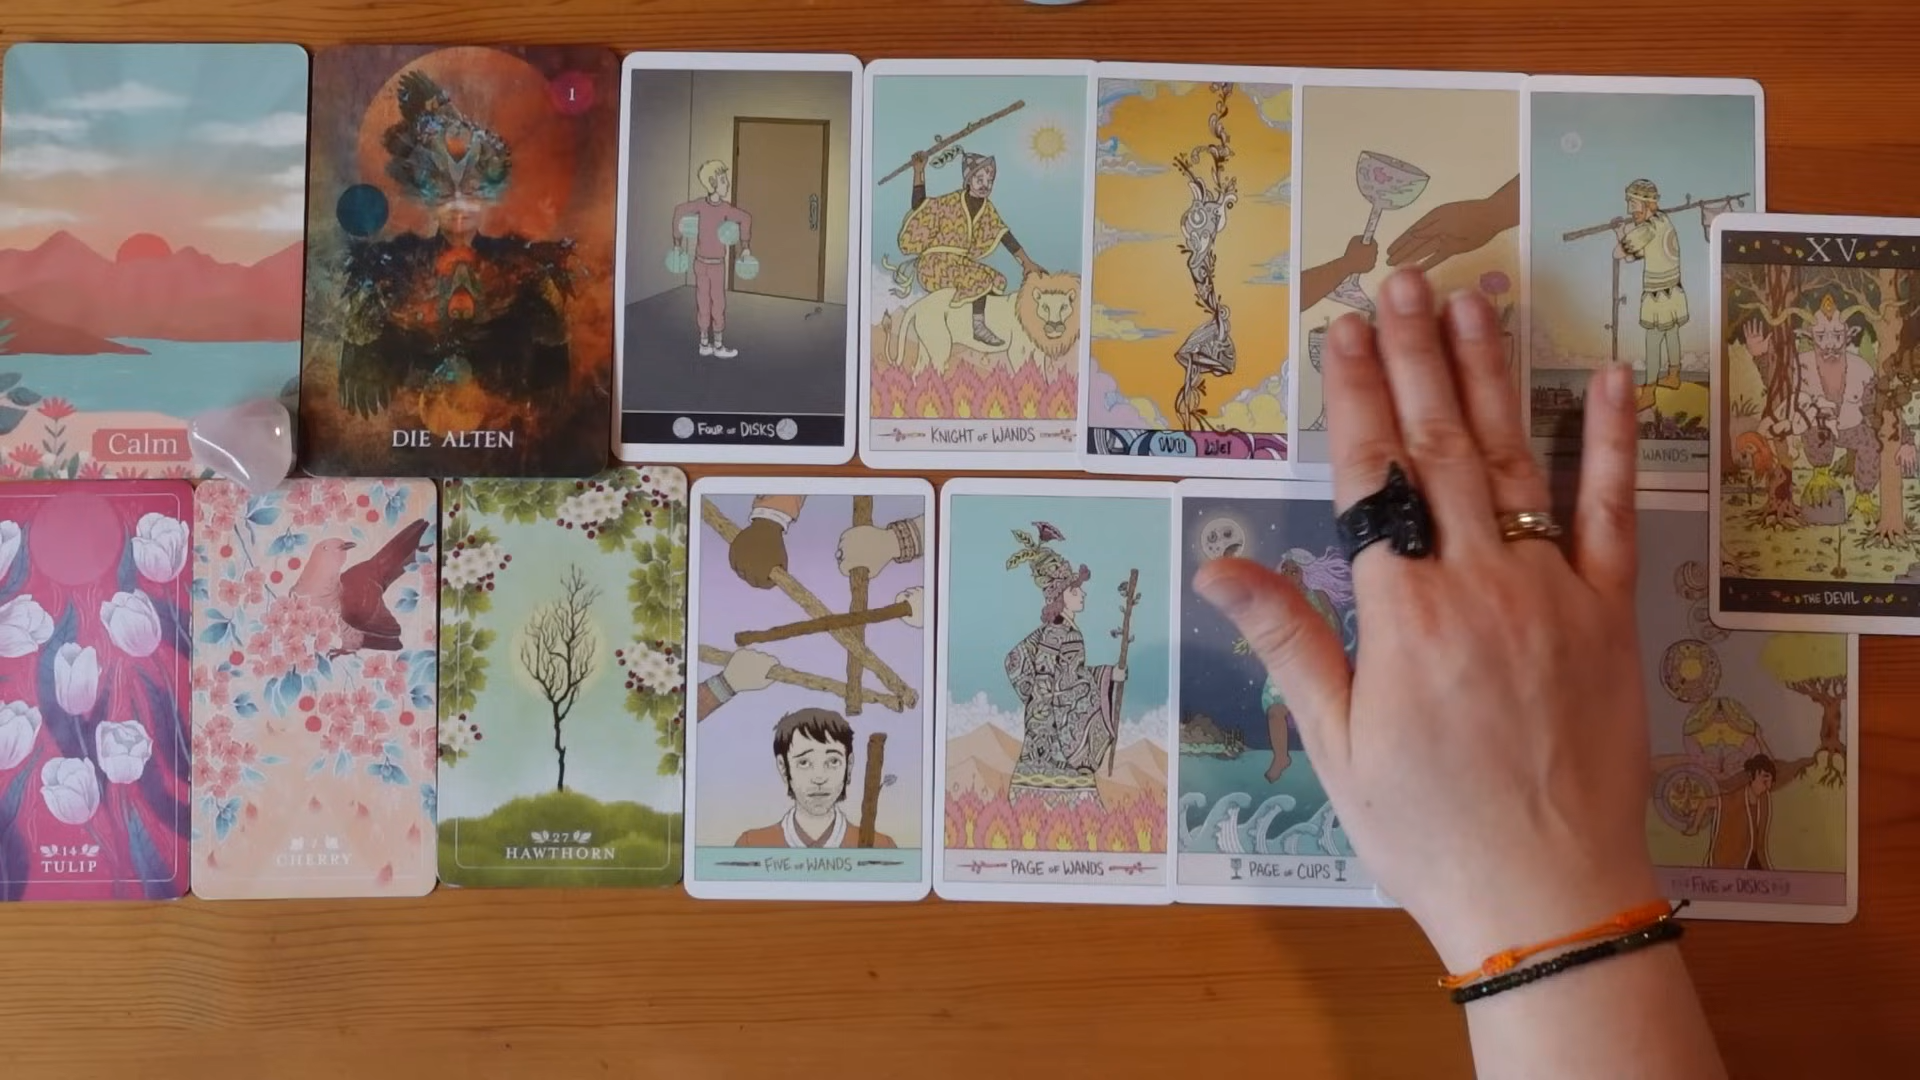 Calm
1
DIE ALTEN
FOUR OF DISKS
KNIGHT OF WANDS
WANDS
XV
THE DEVIL
14
TULIP
CHERRY
27
HAWTHORN
FIVE OF WANDS
PAGE OF WANDS
PAGE OF CUPS
FIVE OF DISKS